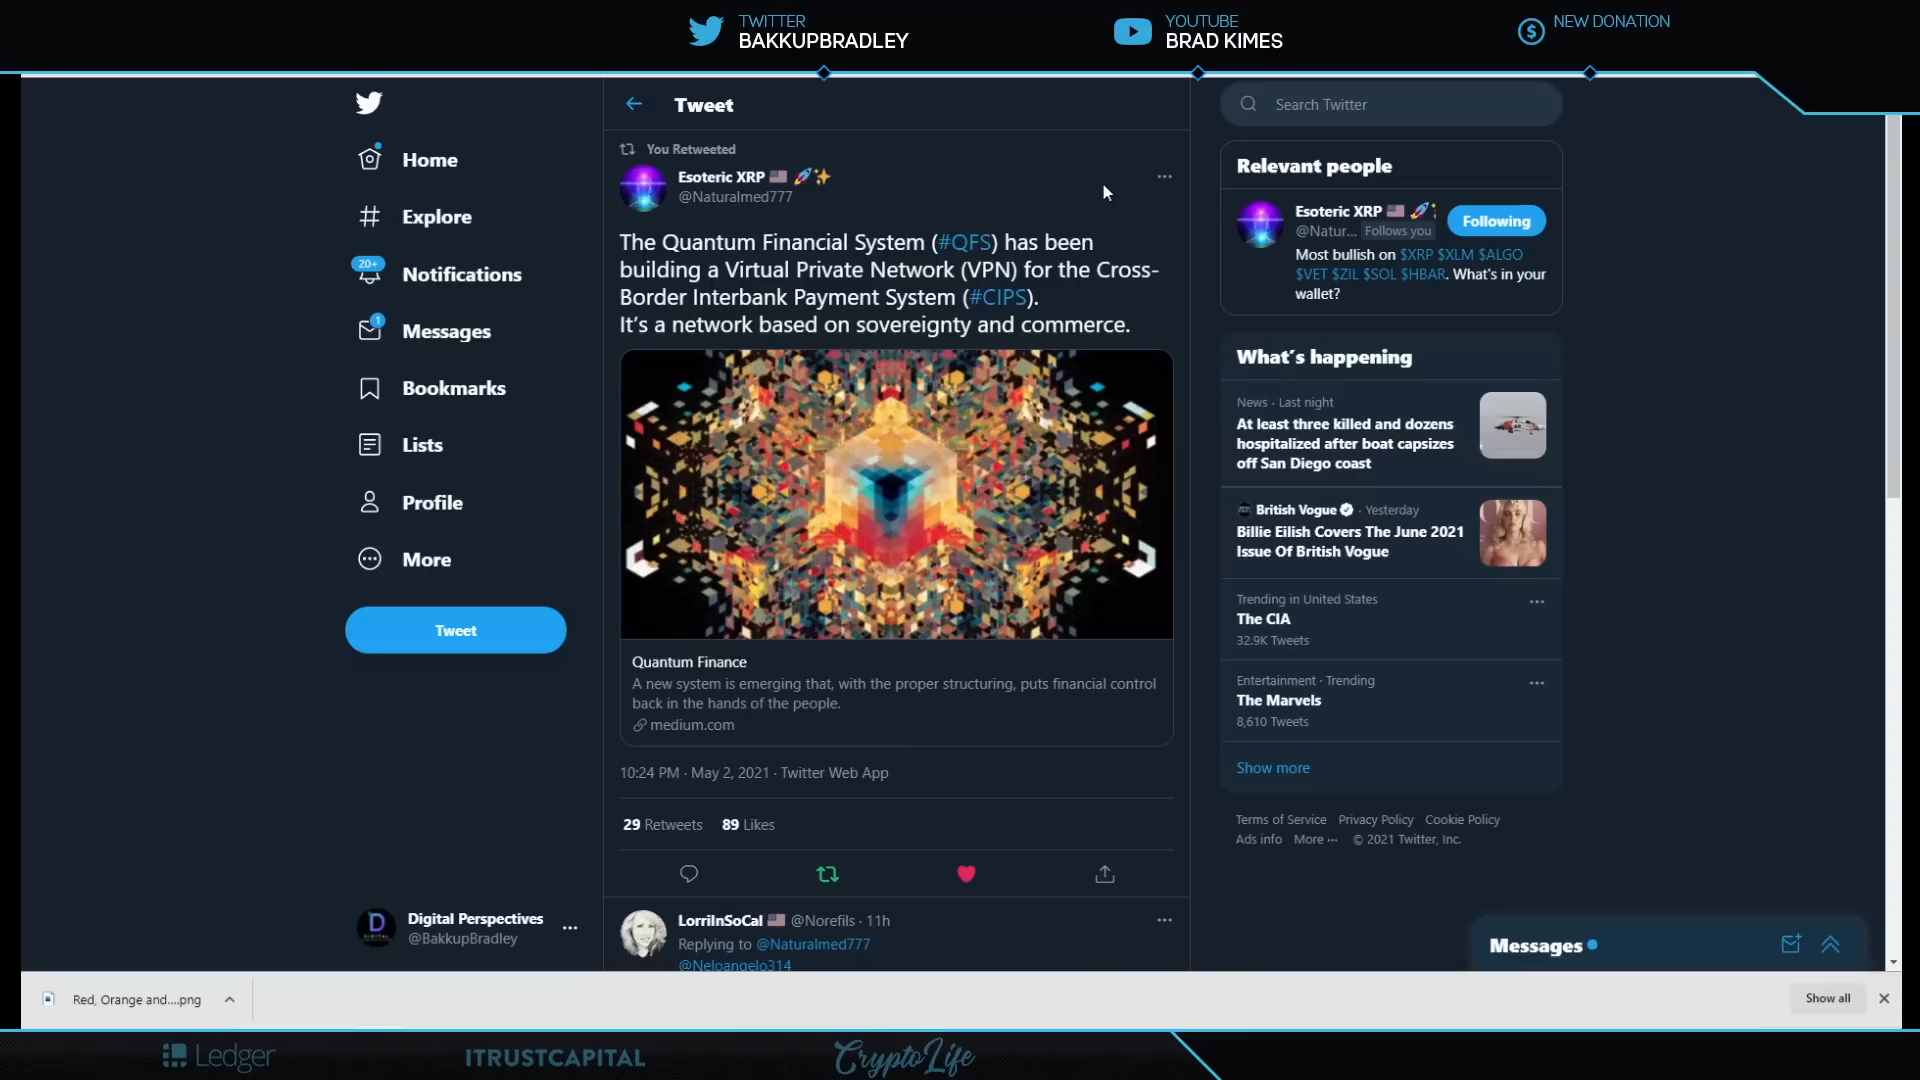 TWITTER
BAKKUPBRADLEY
YOUTUBE
BRAD KIMES
NEW DONATION
Home
Explore
20+
Notifications
1
Messages
Bookmarks
Lists
Profile
More
Tweet
Digital Perspectives
@BakkupBradley
Tweet
You Retweeted
Esoteric XRP
@Naturalmed777
The Quantum Financial System (#QFS) has been
building a Virtual Private Network (VPN) for the Cross-
Border Interbank Payment System (#CIPS).
It's a network based on sovereignty and commerce.
Quantum Finance
A new system is emerging that, with the proper structuring, puts financial control
back in the hands of the people.
medium.com
10:24 PM · May 2, 2021 · Twitter Web App
29 Retweets 89 Likes
LorriInSoCal @Norefils · 11h
Replying to @Naturalmed777
@Neloangelo314
Search Twitter
Relevant people
Esoteric XRP
@Natur... Follows you
Following
Most bullish on $XRP $XLM $ALGO
$VET $ZIL $SOL $HBAR. What's in your
wallet?
What's happening
News · Last night
At least three killed and dozens
hospitalized after boat capsizes
off San Diego coast
British Vogue · Yesterday
Billie Eilish Covers The June 2021
Issue Of British Vogue
Trending in United States
The CIA
32.9K Tweets
Entertainment · Trending
The Marvels
8,610 Tweets
Show more
Terms of Service Privacy Policy Cookie Policy
Ads info More ··· © 2021 Twitter, Inc.
Messages
Red, Orange and....png
Show all
Ledger
ITRUSTCAPITAL
CryptoLife